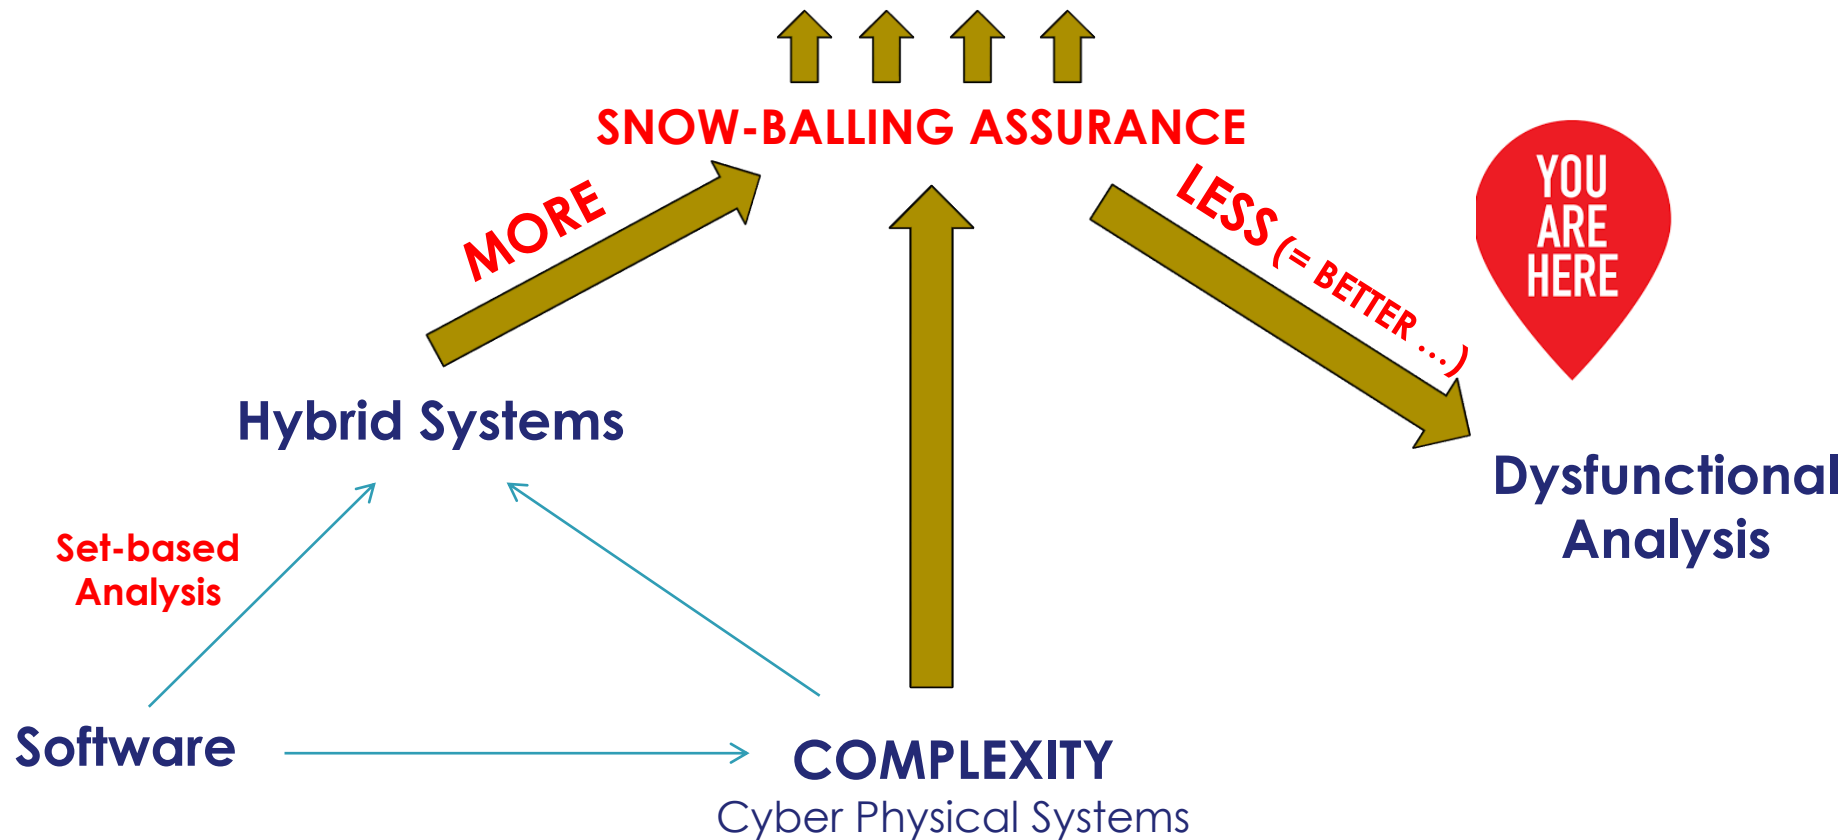 SNOW-BALLING ASSURANCE
MORE
LESS (= BETTER ...)
YOU
ARE
HERE
Hybrid Systems
Dysfunctional
Analysis
Set-based
Analysis
Software
COMPLEXITY
Cyber Physical Systems